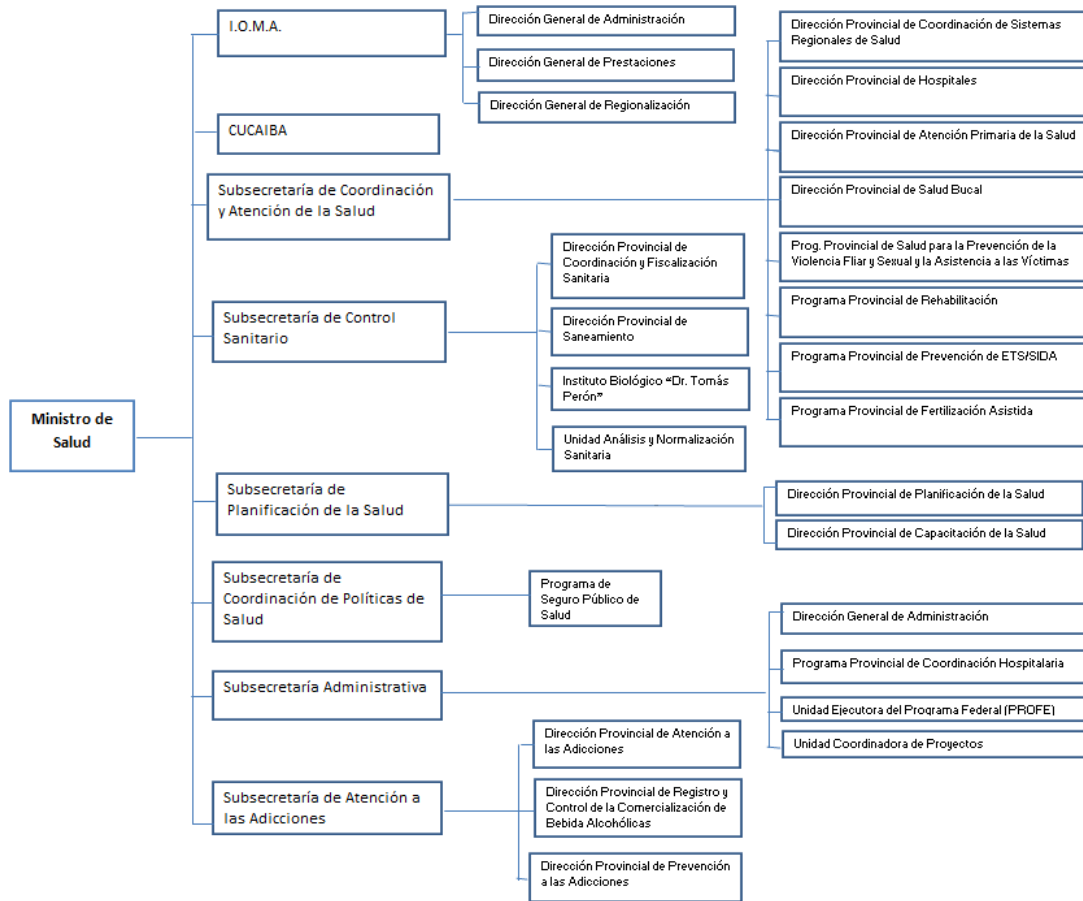 Ministro de
Salud
I.O.M.A.
Dirección General de Administración
Dirección General de Prestaciones
Dirección General de Regionalización
CUCAIBA
Subsecretaría de Coordinación
y Atención de la Salud
Dirección Provincial de Coordinación de Sistemas
Regionales de Salud
Dirección Provincial de Hospitales
Dirección Provincial de Atención Primaria de la Salud
Dirección Provincial de Salud Bucal
Prog. Provincial de Salud para la Prevención de la
Violencia Fliar y Sexual y la Asistencia a las Víctimas
Programa Provincial de Rehabilitación
Programa Provincial de Prevención de ETS/SIDA
Programa Provincial de Fertilización Asistida
Subsecretaría de Control
Sanitario
Dirección Provincial de
Coordinación y Fiscalización
Sanitaria
Dirección Provincial de
Saneamiento
Instituto Biológico “Dr. Tomás
Perón”
Unidad Análisis y Normalización
Sanitaria
Subsecretaría de
Planificación de la Salud
Dirección Provincial de Planificación de la Salud
Dirección Provincial de Capacitación de la Salud
Subsecretaría de
Coordinación de Políticas de
Salud
Programa de
Seguro Público de
Salud
Subsecretaría Administrativa
Dirección General de Administración
Programa Provincial de Coordinación Hospitalaria
Unidad Ejecutora del Programa Federal (PROFE)
Unidad Coordinadora de Proyectos
Subsecretaría de Atención a
las Adicciones
Dirección Provincial de Atención a
las Adicciones
Dirección Provincial de Registro y
Control de la Comercialización de
Bebida Alcohólicas
Dirección Provincial de Prevención
a las Adicciones